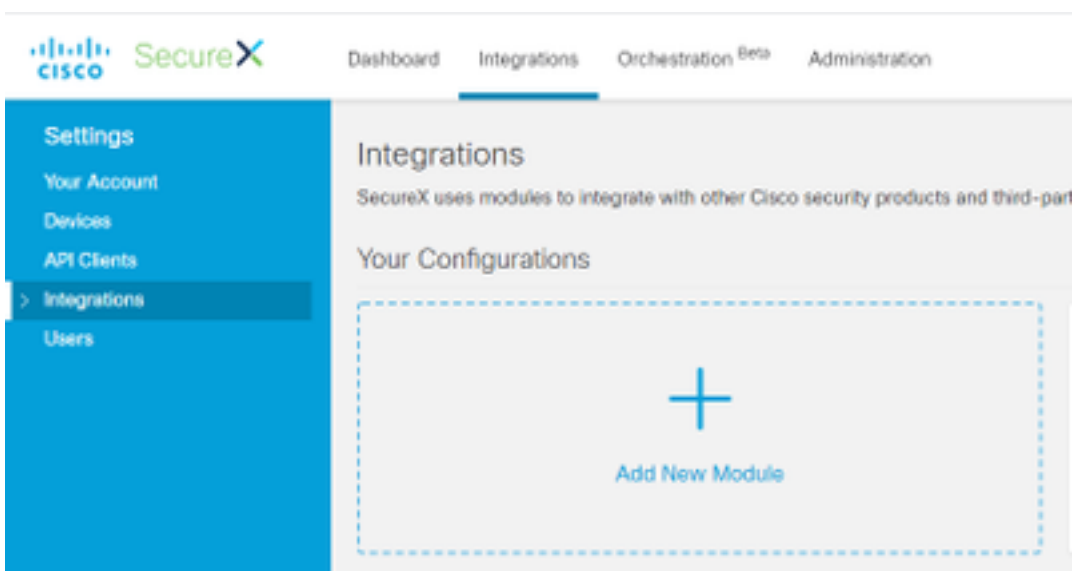 CISCO SecureX Dashboard Integrations Orchestration Beta Administration
Settings
Your Account
Devices
API Clients
> Integrations
Users
Integrations
SecureX uses modules to integrate with other Cisco security products and third-part
Your Configurations
Add New Module